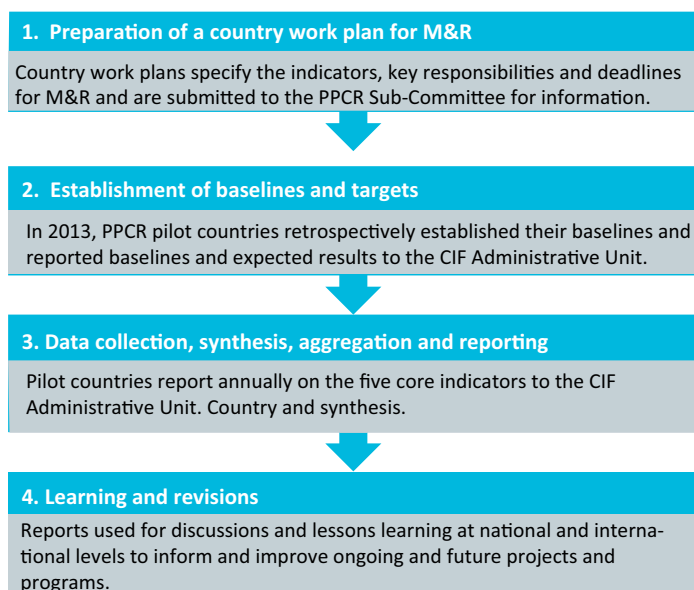 1. Preparation of a country work plan for M&R
Country work plans specify the indicators, key responsibilities and deadlines
for M&R and are submitted to the PPCR Sub-Committee for information.
2. Establishment of baselines and targets
In 2013, PPCR pilot countries retrospectively established their baselines and
reported baselines and expected results to the CIF Administrative Unit.
3. Data collection, synthesis, aggregation and reporting
Pilot countries report annually on the five core indicators to the CIF
Administrative Unit. Country and synthesis.
4. Learning and revisions
Reports used for discussions and lessons learning at national and interna-
tional levels to inform and improve ongoing and future projects and
programs.